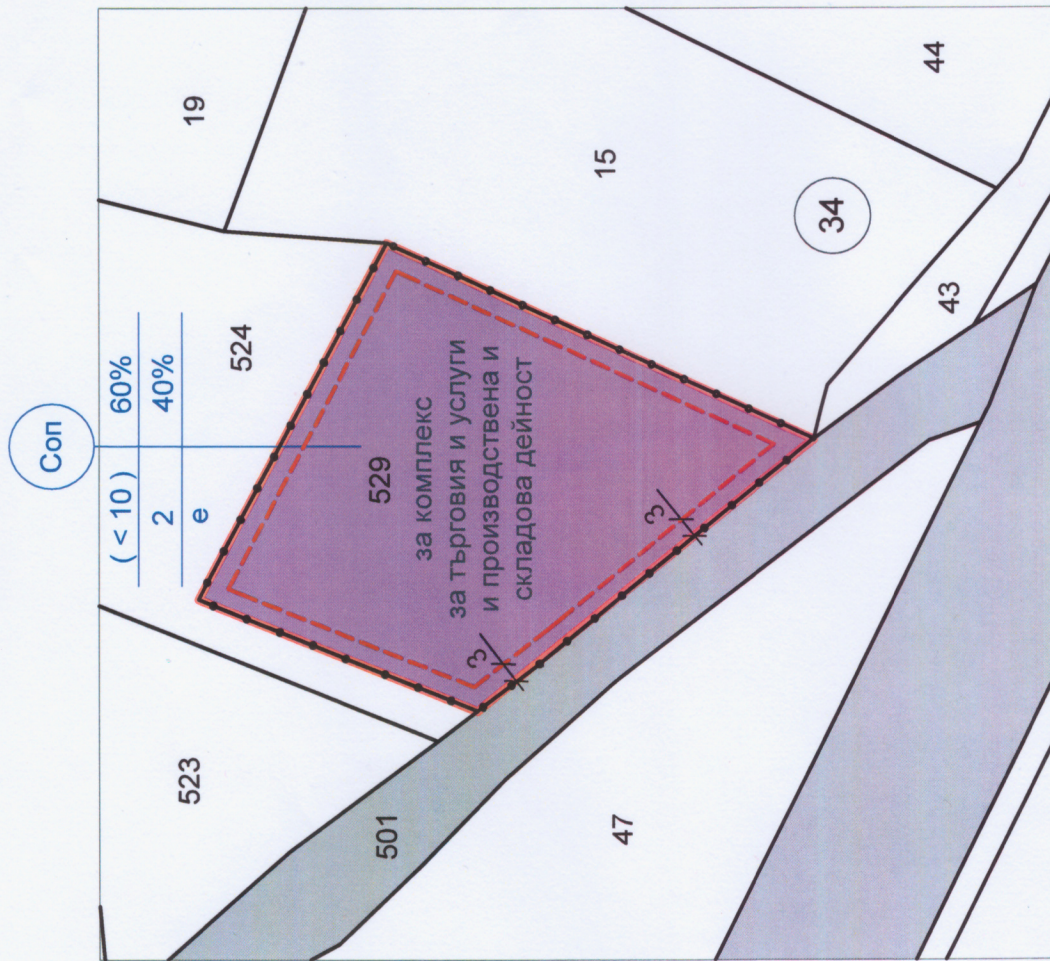 Соп
( < 10 ) 60%
2 40%
е
19
524
15
44
34
43
529
за комплекс
за търговия и услуги
и производствена и
складова дейност
3
3
523
501
47